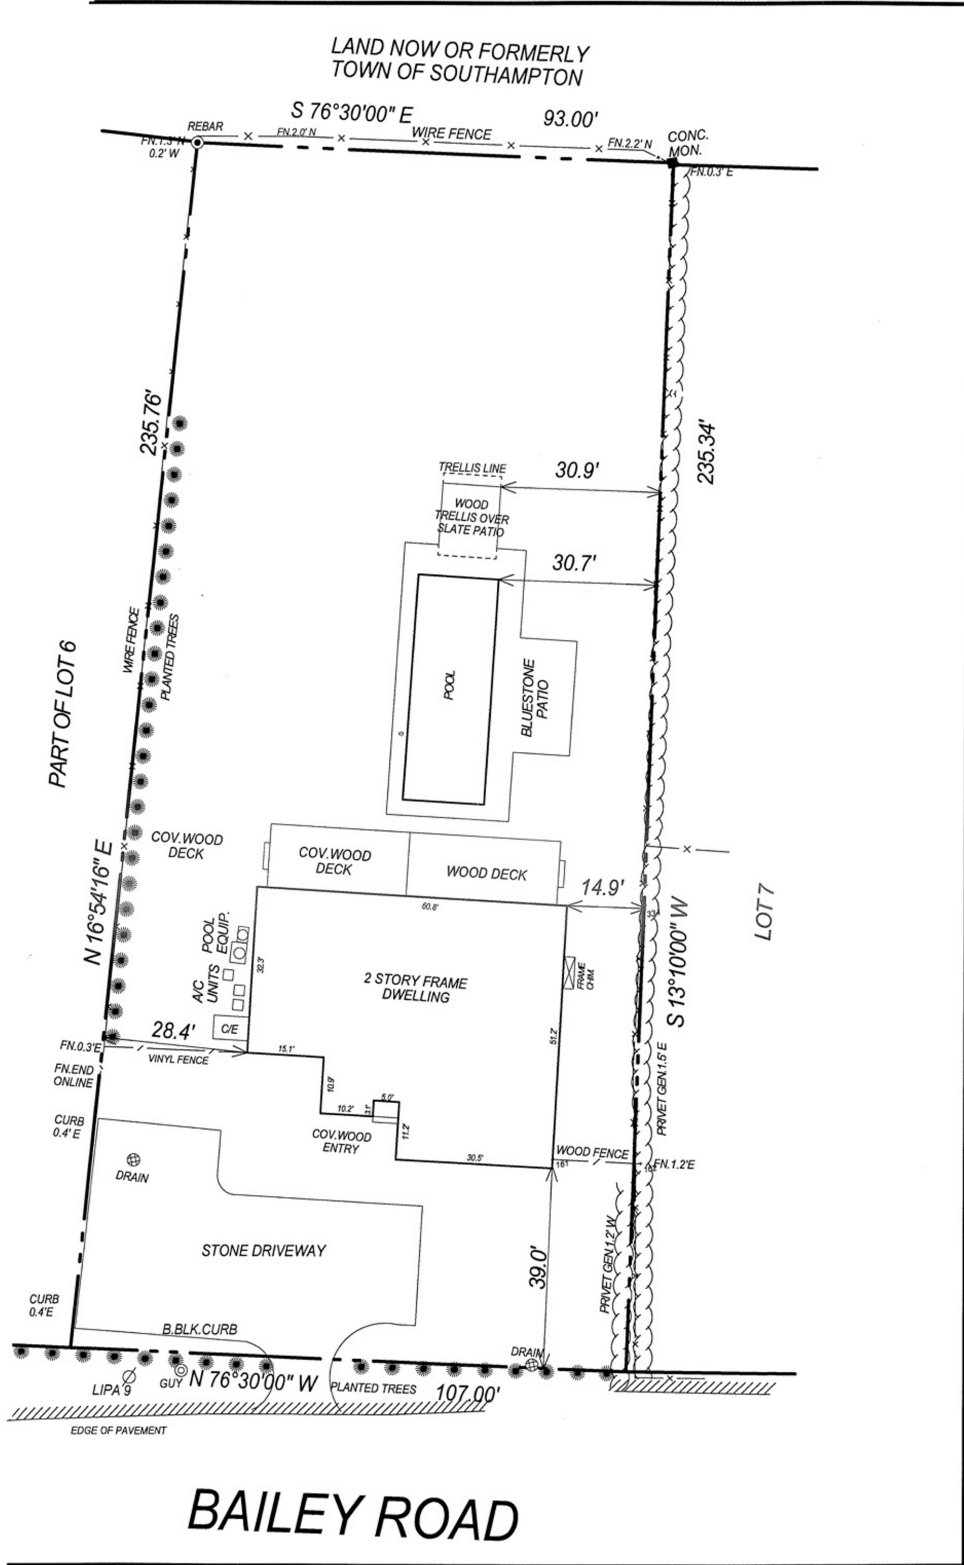 LAND NOW OR FORMERLY
TOWN OF SOUTHAMPTON
S 76°30'00" E
93.00'
REBAR
FN.2.0' N
WIRE FENCE
FN.2.2' N
CONC.
MON.
FN.1.3' N
0.2' W
FN.0.3' E
235.76'
235.34'
TRELLIS LINE
30.9'
WOOD
TRELLIS OVER
SLATE PATIO
30.7'
WIRE FENCE
PLANTED TREES
PART OF LOT 6
POOL
BLUESTONE
PATIO
COV.WOOD
DECK
COV.WOOD
DECK
WOOD DECK
14.9'
N 16°54'16" E
60.8'
LOT 7
S 13°10'00" W
POOL
EQUIP.
A/C
UNITS
32.3'
2 STORY FRAME
DWELLING
FRAME
CHIM.
C/E
28.4'
51.2'
FN.0.3'E
VINYL FENCE
15.1'
FN.END
ONLINE
10.9'
PRIVET GEN.1.5' E
10.2'
3.1'
5.0'
11.2'
CURB
0.4' E
COV.WOOD
ENTRY
30.5'
WOOD FENCE
FN.1.2'E
DRAIN
STONE DRIVEWAY
39.0'
PRIVET GEN.1.2' W
CURB
0.4'E
B.BLK.CURB
DRAIN
LIPA 9
GUY
N 76°30'00" W
PLANTED TREES
107.00'
EDGE OF PAVEMENT
BAILEY ROAD